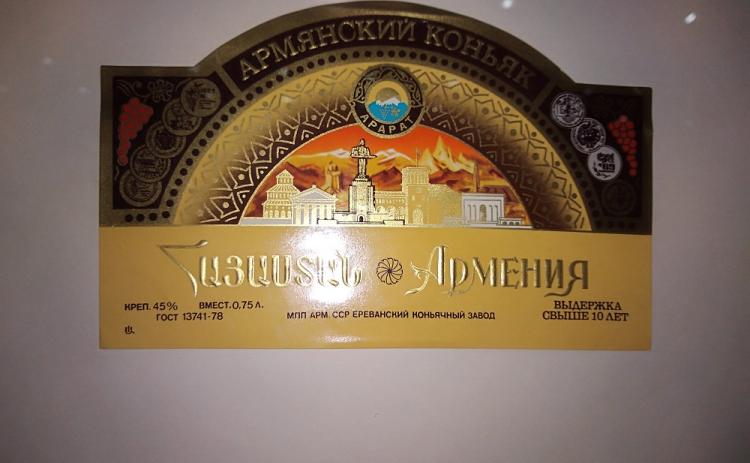 АРМЯНСКИЙ КОНЬЯК
АРАРАТ
ՀԱՅԱՍՏԱՆ АРМЕНИЯ
КРЕП. 45% ВМЕСТ. 0,75 Л.
ГОСТ 13741-78
МПП АРМ. ССР ЕРЕВАНСКИЙ КОНЬЯЧНЫЙ ЗАВОД
ВЫДЕРЖКА
СВЫШЕ 10 ЛЕТ